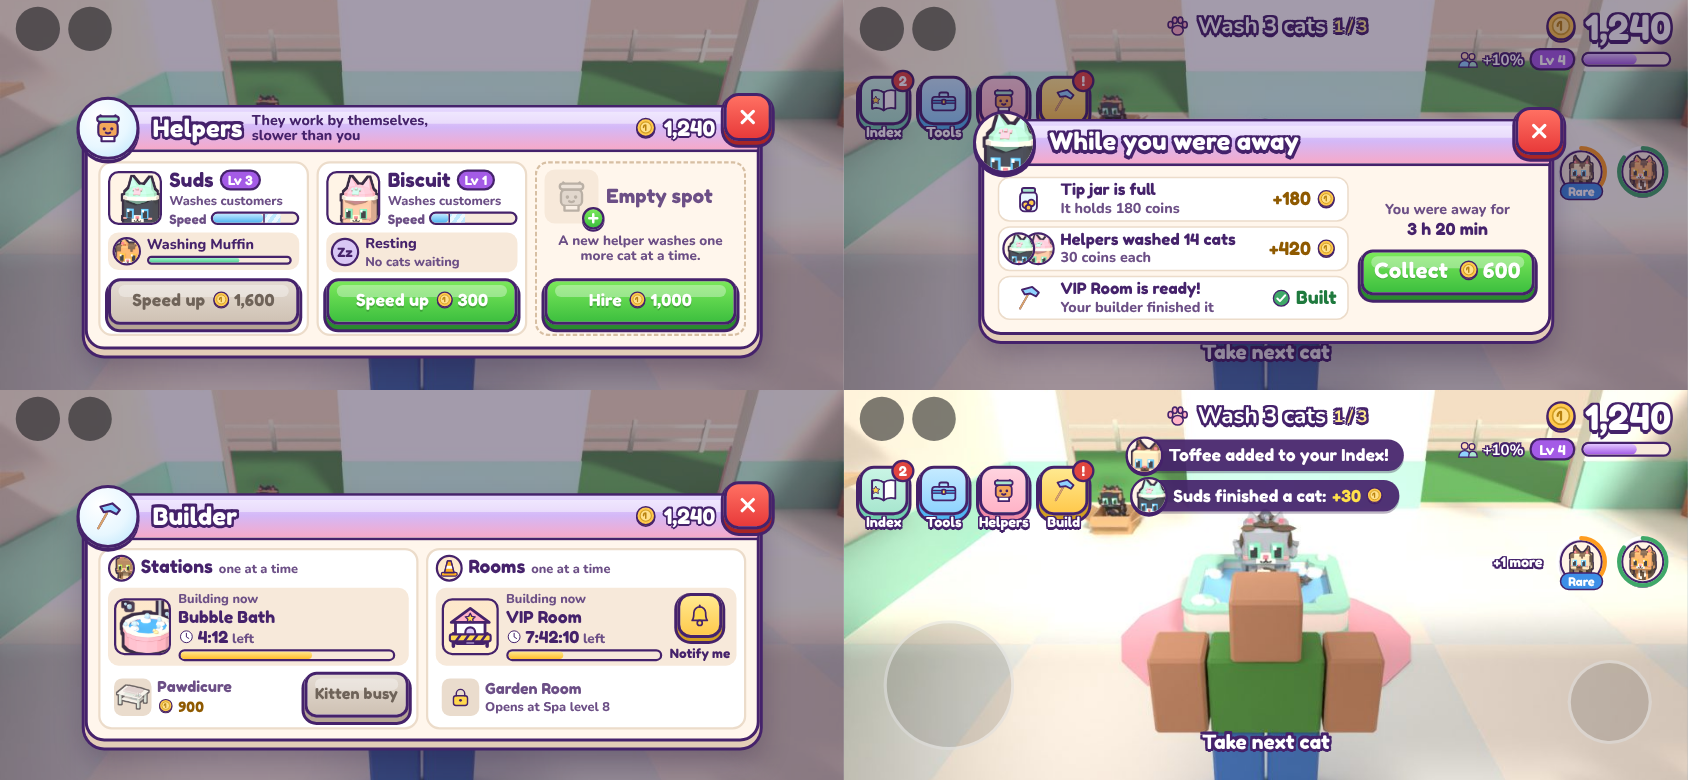 Helpers
They work by themselves,
slower than you
1,240
Suds Lv 3
Washes customers
Speed
Washing Muffin
Speed up 1,600
Biscuit Lv 1
Washes customers
Speed
Zz
Resting
No cats waiting
Speed up 300
Empty spot
A new helper washes one
more cat at a time.
Hire 1,000
Wash 3 cats 1/3
1,240
+10% Lv 4
2
!
Index
Tools
Rare
While you were away
Tip jar is full
It holds 180 coins
+180
Helpers washed 14 cats
30 coins each
+420
VIP Room is ready!
Your builder finished it
Built
You were away for
3 h 20 min
Collect 600
Take next cat
Builder
1,240
Stations one at a time
Building now
Bubble Bath
4:12 left
Pawdicure
900
Kitten busy
Rooms one at a time
Building now
VIP Room
7:42:10 left
Notify me
Garden Room
Opens at Spa level 8
Wash 3 cats 1/3
1,240
+10% Lv 4
Toffee added to your Index!
Suds finished a cat: +30
2
!
Index
Tools
Helpers
Build
+1 more
Rare
Take next cat